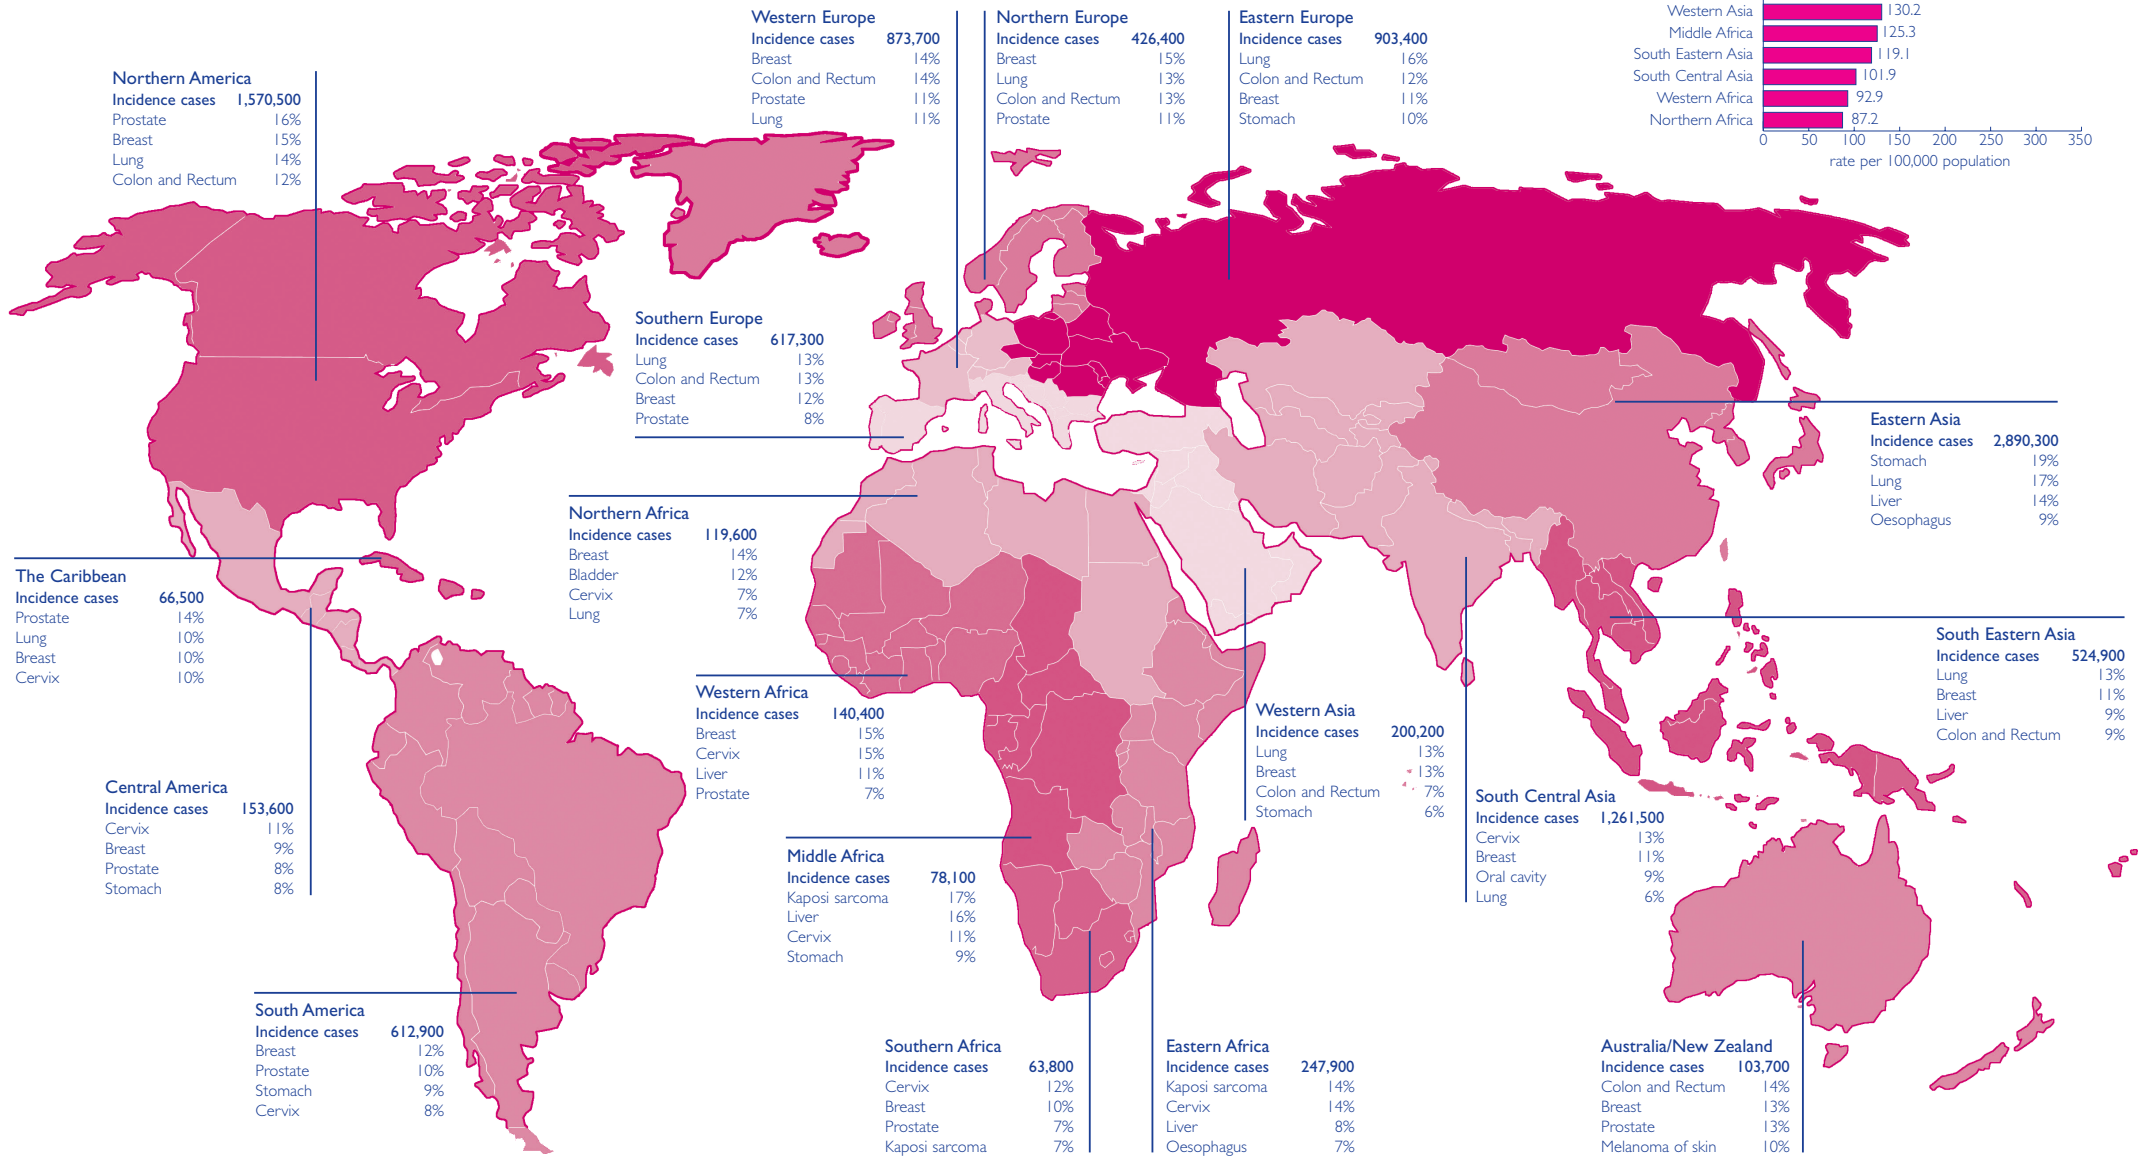 Western Europe
Incidence cases 873,700
Breast 14%
Colon and Rectum 14%
Prostate 11%
Lung 11%
Northern Europe
Incidence cases 426,400
Breast 15%
Lung 13%
Colon and Rectum 13%
Prostate 11%
Eastern Europe
Incidence cases 903,400
Lung 16%
Colon and Rectum 12%
Breast 11%
Stomach 10%
Western Asia 130.2
Middle Africa 125.3
South Eastern Asia 119.1
South Central Asia 101.9
Western Africa 92.9
Northern Africa 87.2
0 50 100 150 200 250 300 350
rate per 100,000 population
Northern America
Incidence cases 1,570,500
Prostate 16%
Breast 15%
Lung 14%
Colon and Rectum 12%
Southern Europe
Incidence cases 617,300
Lung 13%
Colon and Rectum 13%
Breast 12%
Prostate 8%
Eastern Asia
Incidence cases 2,890,300
Stomach 19%
Lung 17%
Liver 14%
Oesophagus 9%
Northern Africa
Incidence cases 119,600
Breast 14%
Bladder 12%
Cervix 7%
Lung 7%
The Caribbean
Incidence cases 66,500
Prostate 14%
Lung 10%
Breast 10%
Cervix 10%
South Eastern Asia
Incidence cases 524,900
Lung 13%
Breast 11%
Liver 9%
Colon and Rectum 9%
Western Africa
Incidence cases 140,400
Breast 15%
Cervix 15%
Liver 11%
Prostate 7%
Western Asia
Incidence cases 200,200
Lung 13%
Breast 13%
Colon and Rectum 7%
Stomach 6%
Central America
Incidence cases 153,600
Cervix 11%
Breast 9%
Prostate 8%
Stomach 8%
South Central Asia
Incidence cases 1,261,500
Cervix 13%
Breast 11%
Oral cavity 9%
Lung 6%
Middle Africa
Incidence cases 78,100
Kaposi sarcoma 17%
Liver 16%
Cervix 11%
Stomach 9%
South America
Incidence cases 612,900
Breast 12%
Prostate 10%
Stomach 9%
Cervix 8%
Southern Africa
Incidence cases 63,800
Cervix 12%
Breast 10%
Prostate 7%
Kaposi sarcoma 7%
Eastern Africa
Incidence cases 247,900
Kaposi sarcoma 14%
Cervix 14%
Liver 8%
Oesophagus 7%
Australia/New Zealand
Incidence cases 103,700
Colon and Rectum 14%
Breast 13%
Prostate 13%
Melanoma of skin 10%